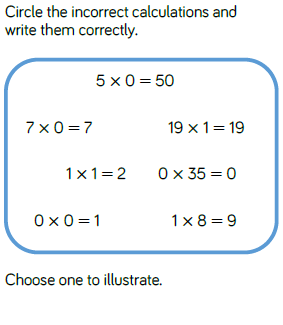 Circle the incorrect calculations and
write them correctly.
5 × 0 = 50
7 × 0 = 7
19 × 1 = 19
1 × 1 = 2
0 × 35 = 0
0 × 0 = 1
1 × 8 = 9
Choose one to illustrate.